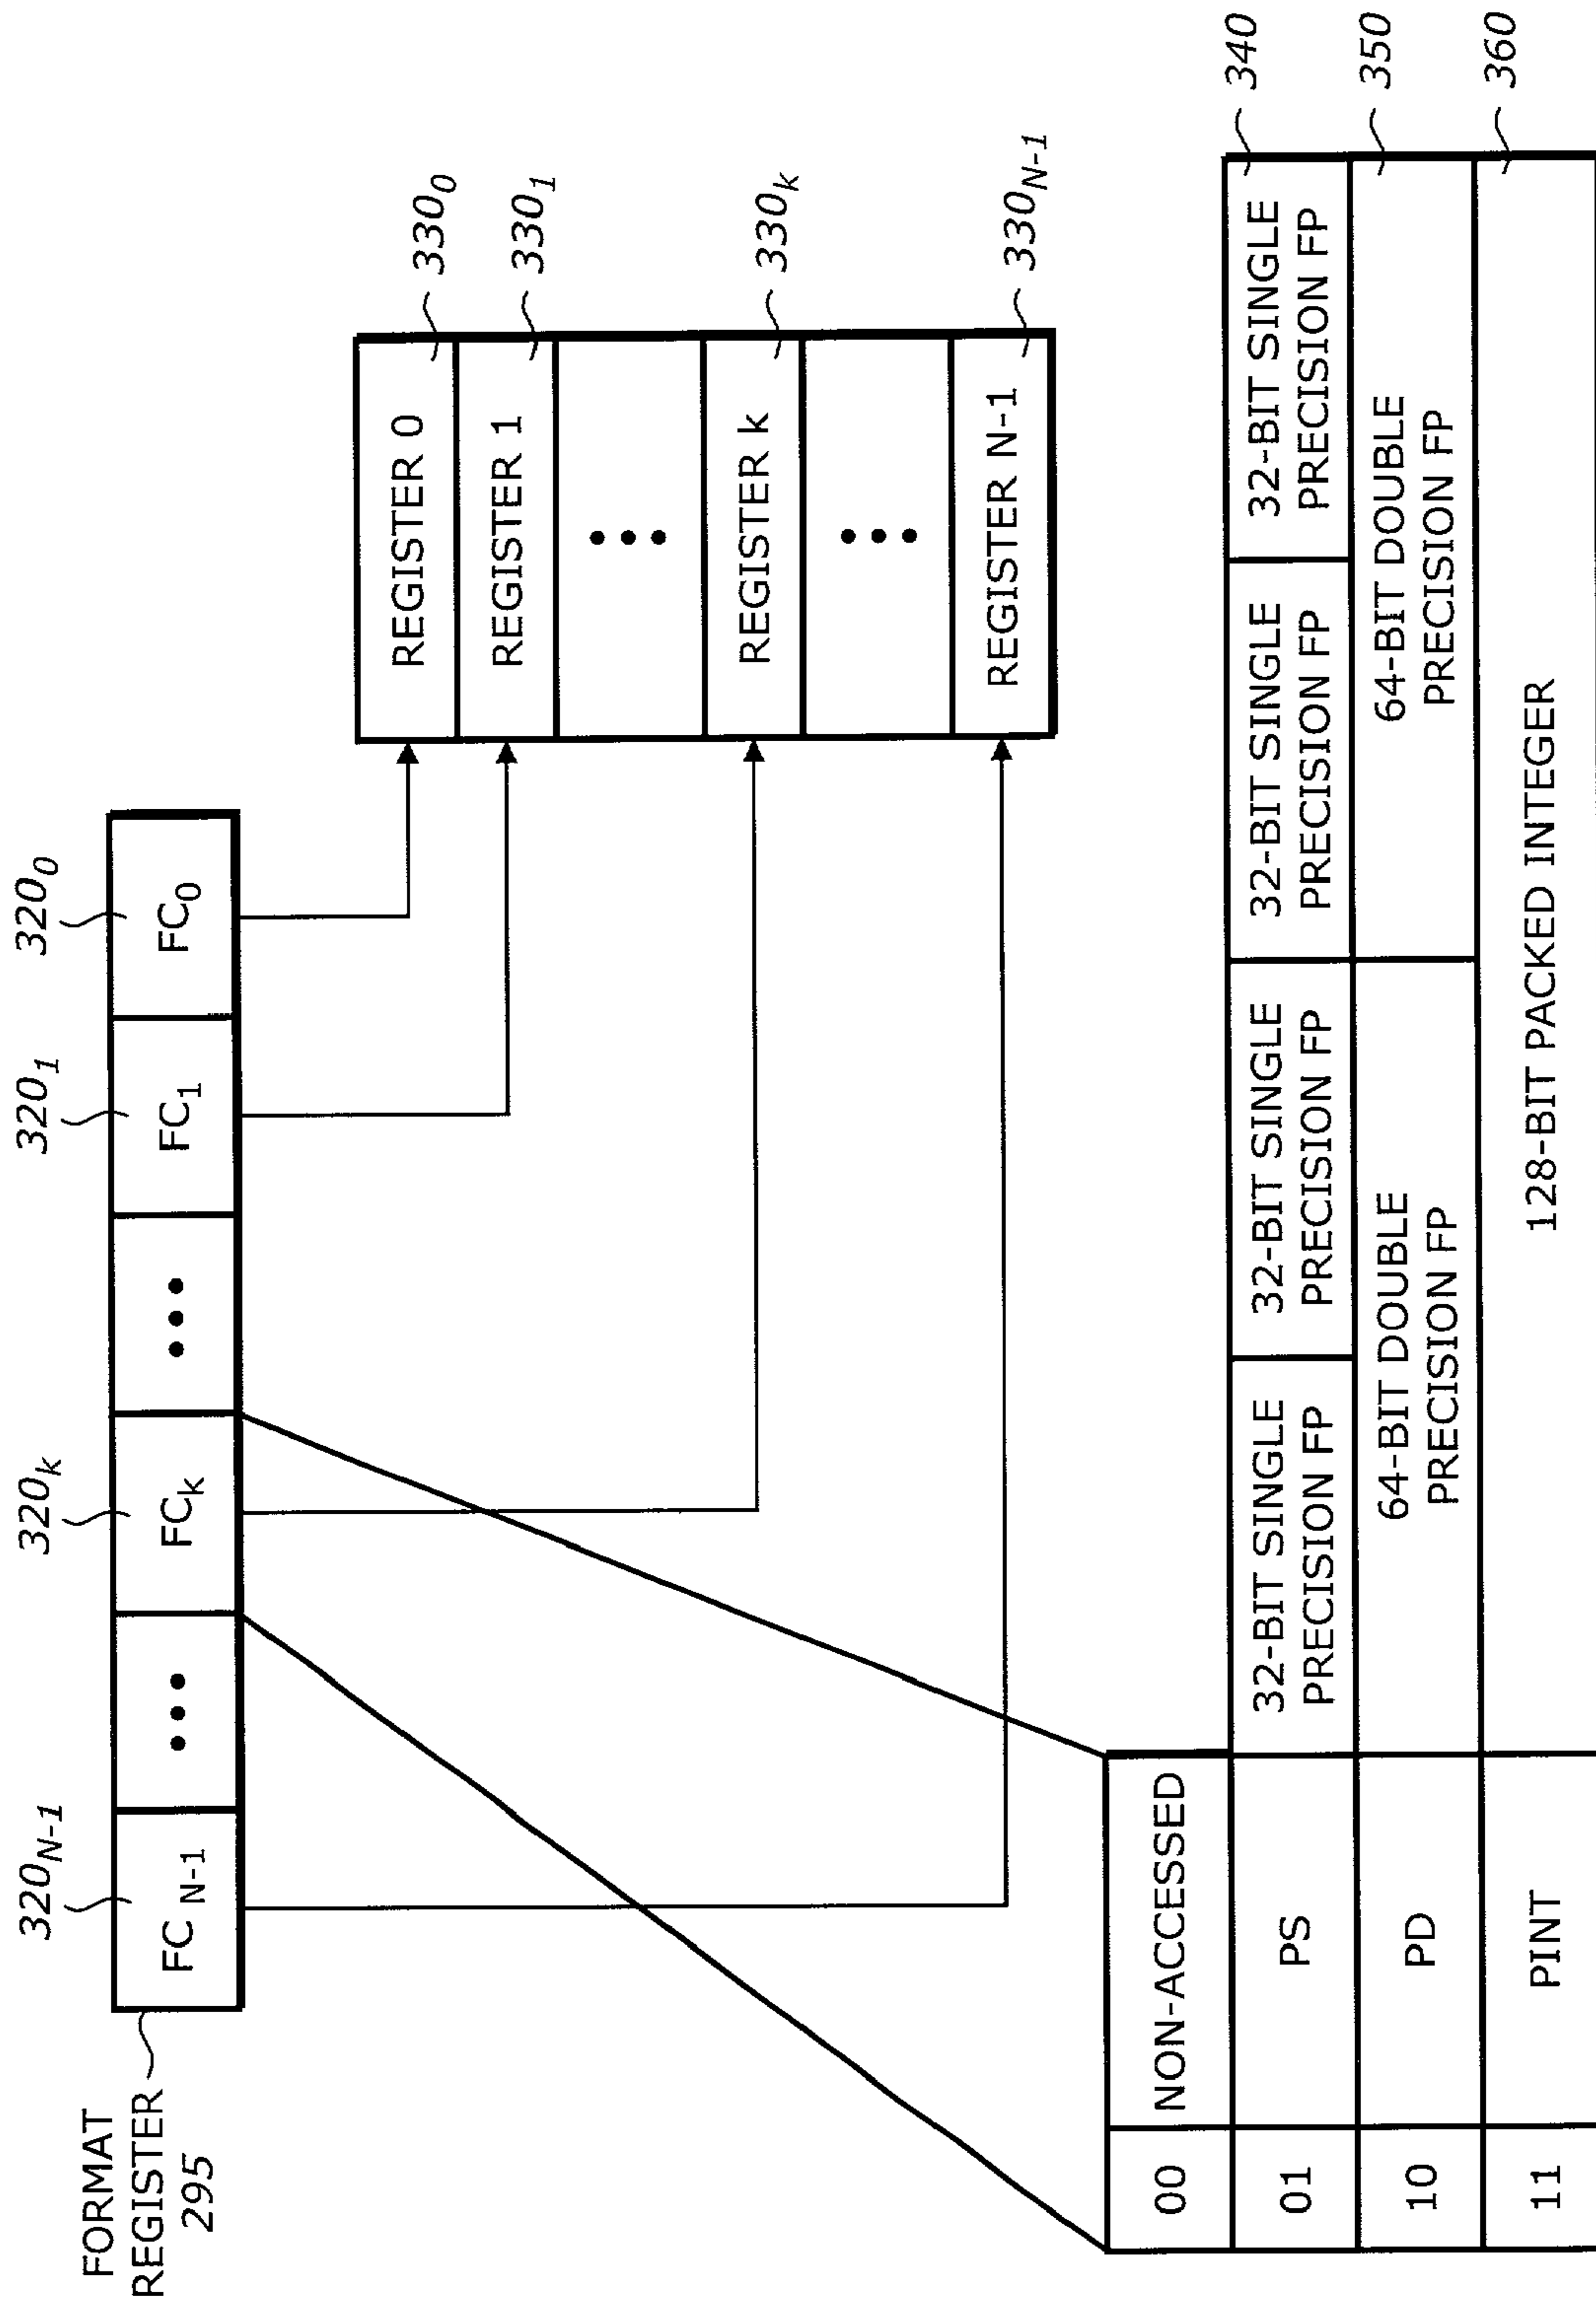 320N-1
320k
3201
3200
FORMAT
REGISTER
295
FC N-1
•••
FCk
•••
FC1
FC0
REGISTER 0
3300
REGISTER 1
3301
•••
REGISTER k
330k
•••
REGISTER N-1
330N-1
00
NON-ACCESSED
01
PS
32-BIT SINGLE
PRECISION FP
32-BIT SINGLE
PRECISION FP
32-BIT SINGLE
PRECISION FP
32-BIT SINGLE
PRECISION FP
340
10
PD
64-BIT DOUBLE
PRECISION FP
64-BIT DOUBLE
PRECISION FP
350
11
PINT
128-BIT PACKED INTEGER
360